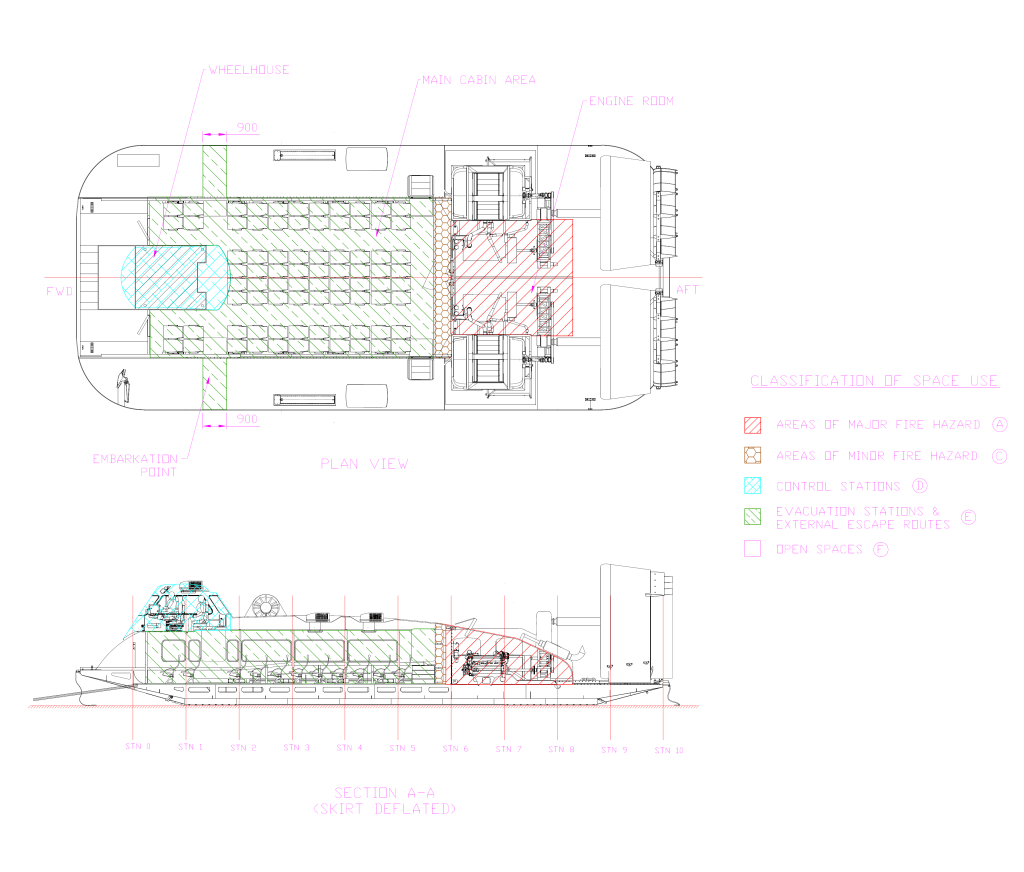 WHEELHOUSE
MAIN CABIN AREA
ENGINE ROOM
900
FWD
AFT
900
EMBARKATION
POINT
PLAN VIEW
CLASSIFICATION OF SPACE USE
AREAS OF MAJOR FIRE HAZARD A
AREAS OF MINOR FIRE HAZARD C
CONTROL STATIONS D
EVACUATION STATIONS &
EXTERNAL ESCAPE ROUTES E
OPEN SPACES F
STN 0
STN 1
STN 2
STN 3
STN 4
STN 5
STN 6
STN 7
STN 8
STN 9
STN 10
SECTION A-A
(SKIRT DEFLATED)